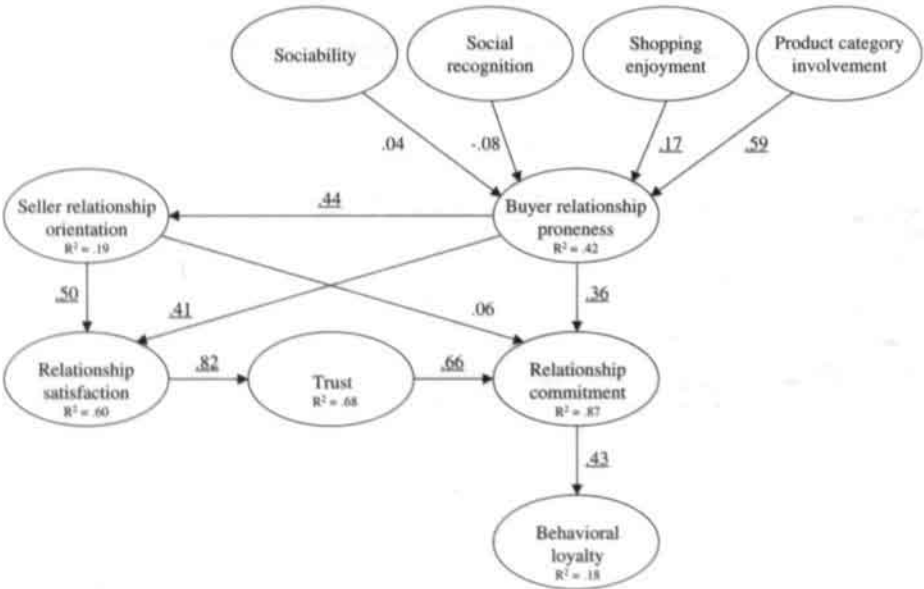 Sociability
Social
recognition
Shopping
enjoyment
Product category
involvement
.04
-.08
.17
.59
Seller relationship
orientation
R² = .19
.44
Buyer relationship
proneness
R² = .42
.50
.41
.06
.36
Relationship
satisfaction
R² = .60
.82
Trust
R² = .68
.66
Relationship
commitment
R² = .87
.43
Behavioral
loyalty
R² = .18